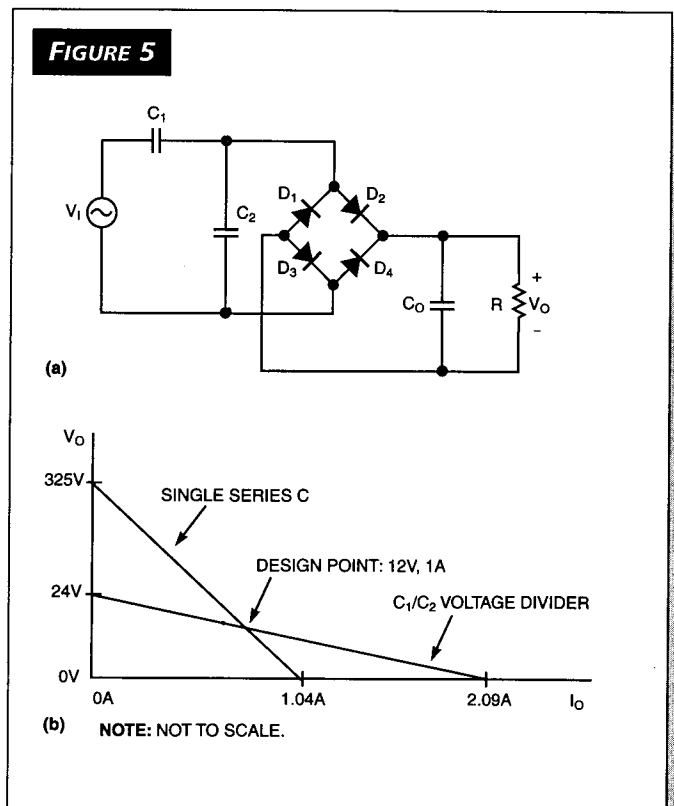 FIGURE 5
C1
VI
C2
D1
D2
D3
D4
CO
R
+
VO
–
(a)
VO
325V
SINGLE SERIES C
DESIGN POINT: 12V, 1A
24V
C1/C2 VOLTAGE DIVIDER
0V
0A
1.04A
2.09A
IO
(b) NOTE: NOT TO SCALE.